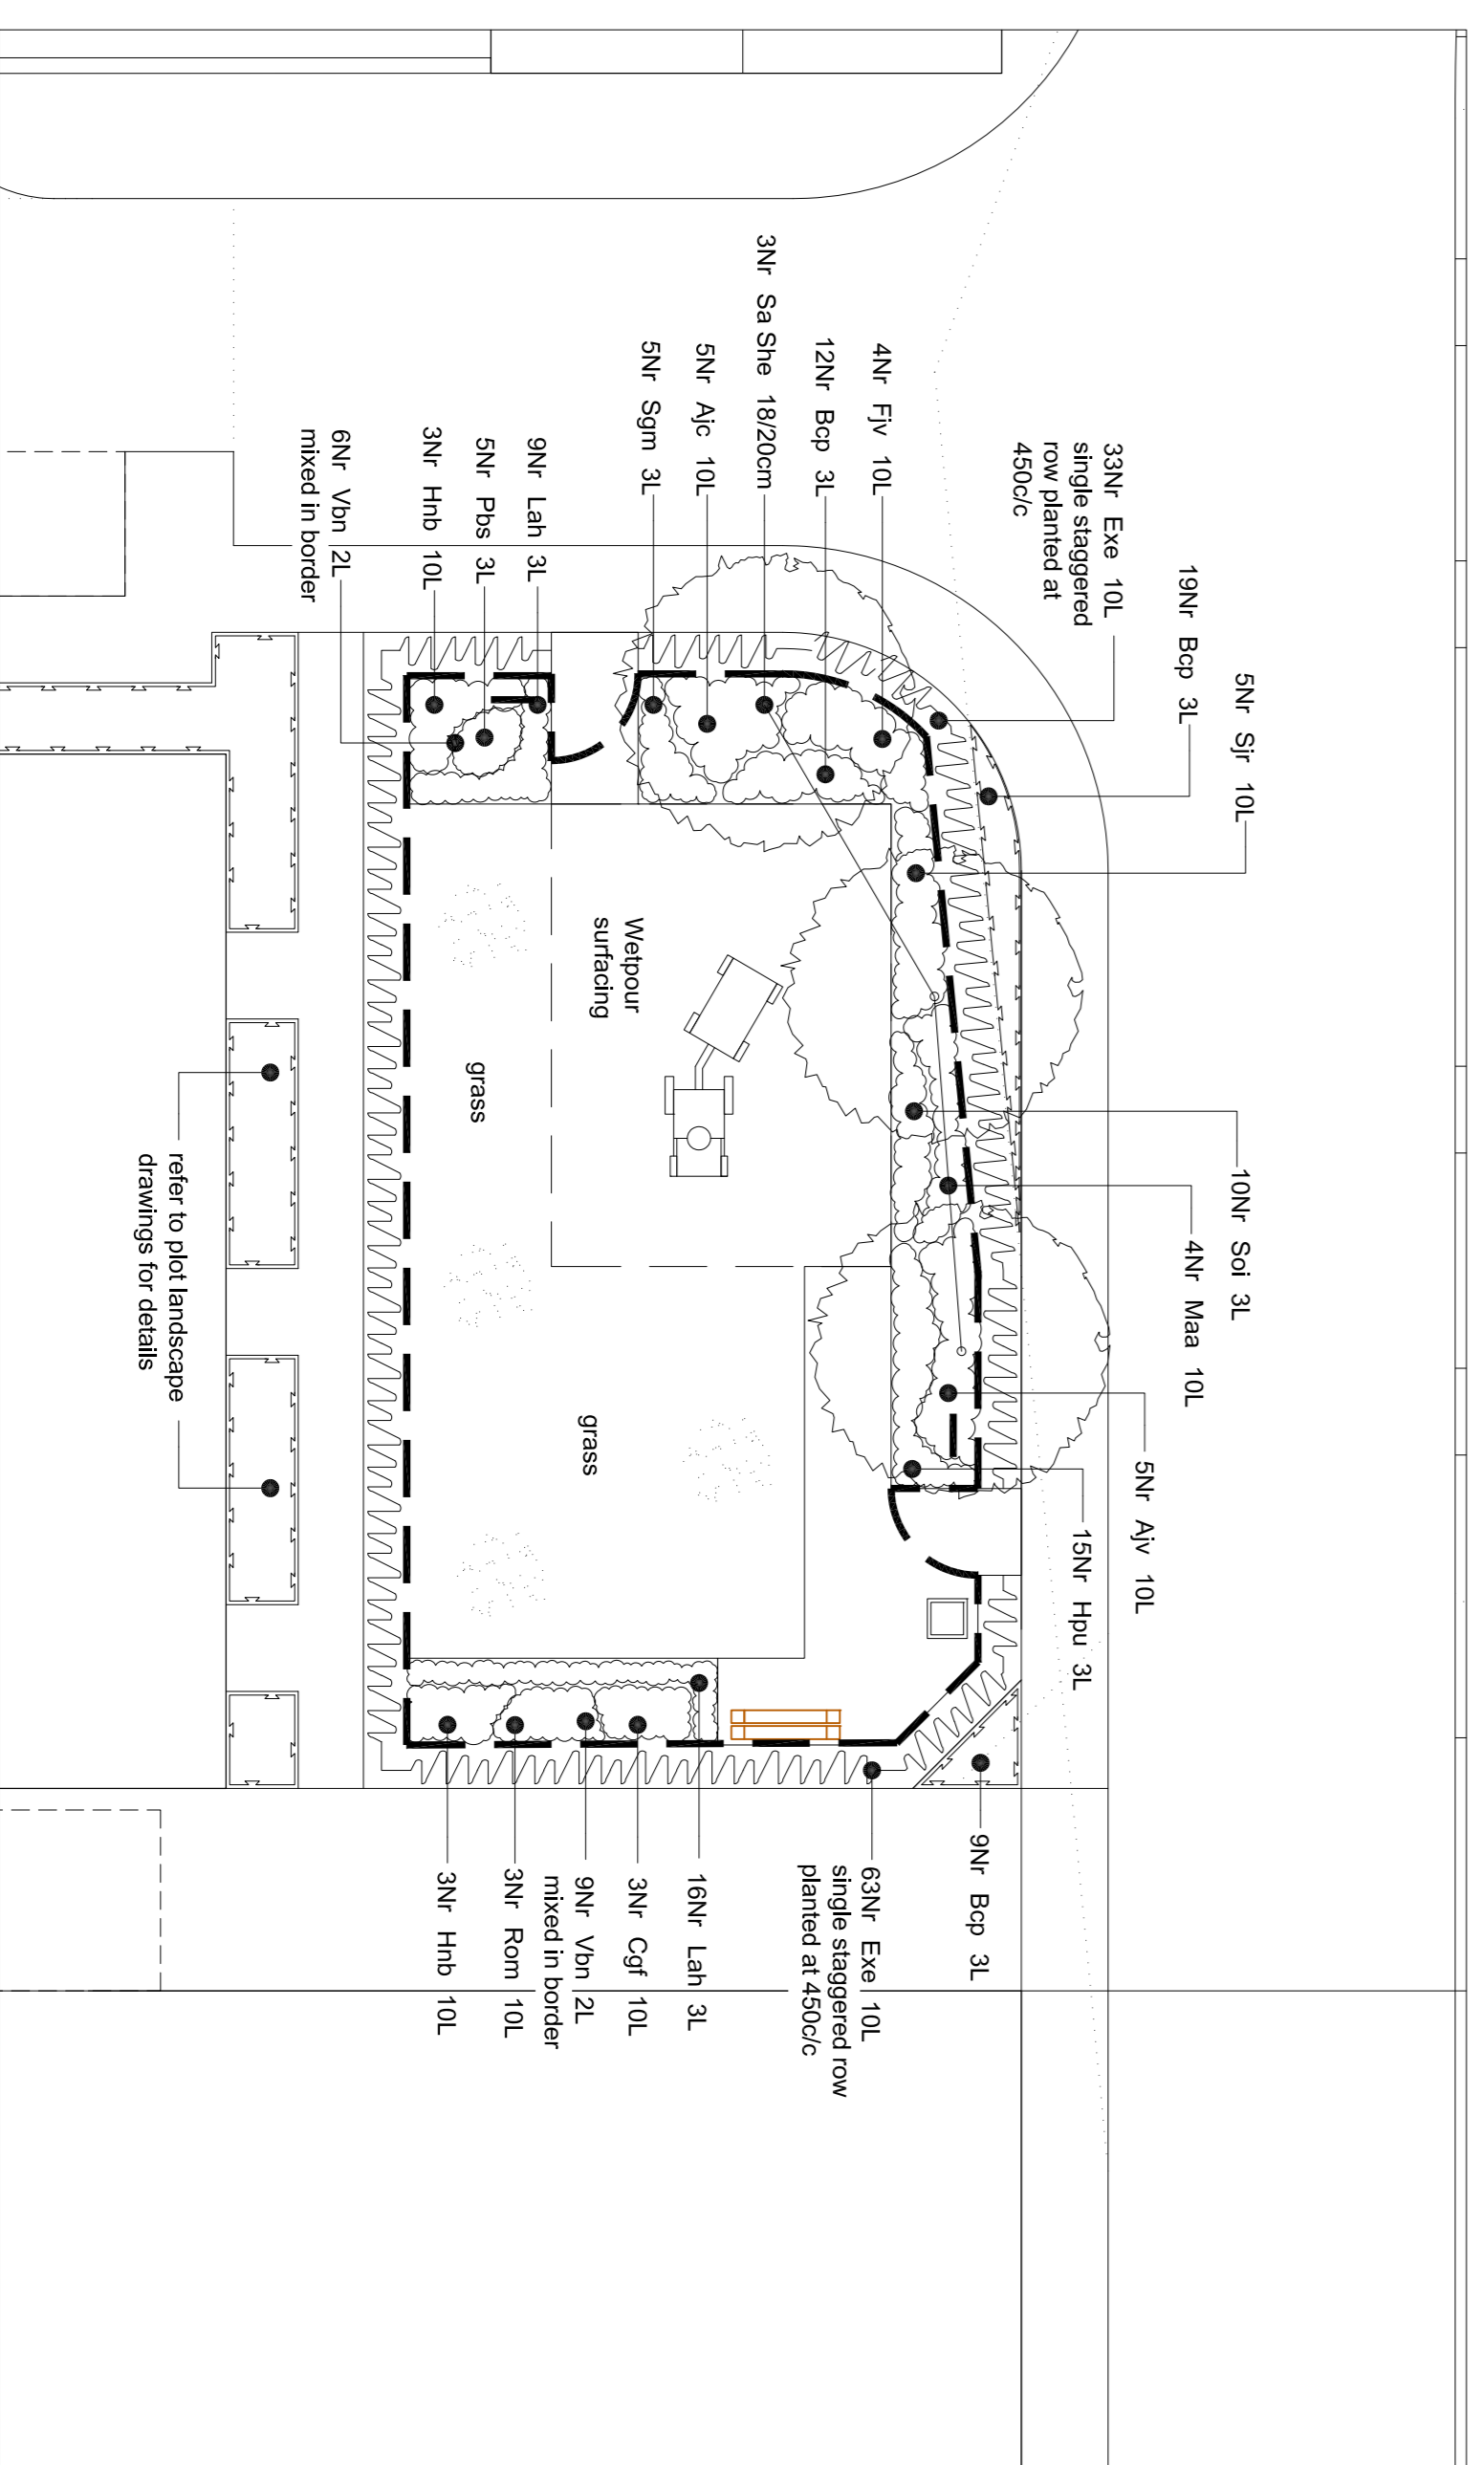 5Nr Sjr 10L
19Nr Bcp 3L
33Nr Exe 10L
single staggered
row planted at
450c/c
4Nr Fjv 10L
12Nr Bcp 3L
3Nr Sa She 18/20cm
5Nr Ajc 10L
5Nr Sgm 3L
9Nr Lah 3L
5Nr Pbs 3L
3Nr Hnb 10L
6Nr Vbn 2L
mixed in border
10Nr Soi 3L
4Nr Maa 10L
5Nr Ajv 10L
15Nr Hpu 3L
Wetpour
surfacing
grass
grass
refer to plot landscape
drawings for details
9Nr Bcp 3L
63Nr Exe 10L
single staggered row
planted at 450c/c
16Nr Lah 3L
3Nr Cgf 10L
9Nr Vbn 2L
mixed in border
3Nr Rom 10L
3Nr Hnb 10L